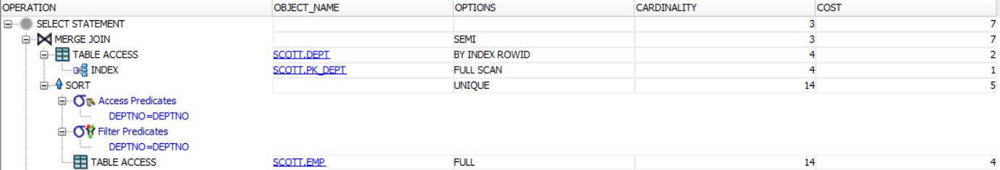 OPERATION OBJECT_NAME OPTIONS CARDINALITY COST
SELECT STATEMENT 3 7
MERGE JOIN SEMI 3 7
TABLE ACCESS SCOTT.DEPT BY INDEX ROWID 4 2
INDEX SCOTT.PK_DEPT FULL SCAN 4 1
SORT UNIQUE 14 5
Access Predicates
DEPTNO=DEPTNO
Filter Predicates
DEPTNO=DEPTNO
TABLE ACCESS SCOTT.EMP FULL 14 4